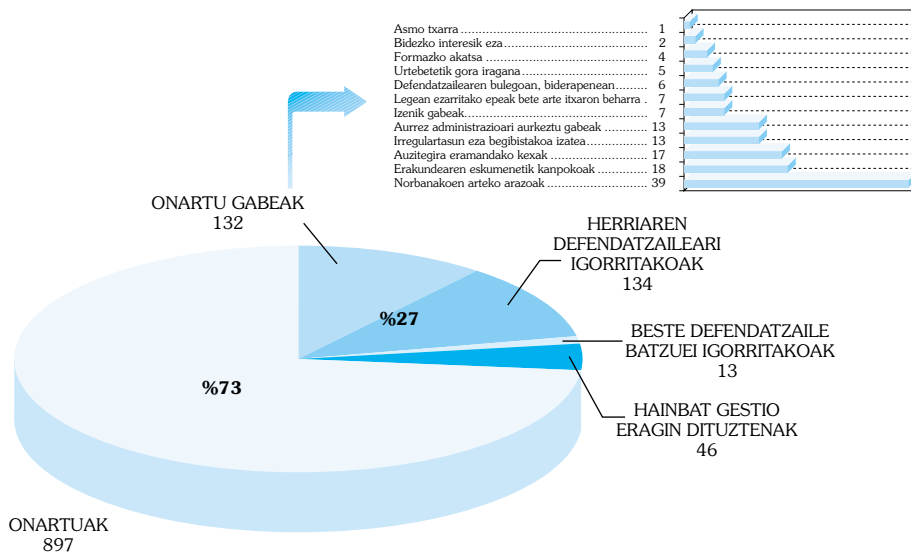 Asmo txarra ........ 1
Bidezko interesik eza ........ 2
Formazko akatsa ........ 4
Urtebetetik gora iragana ........ 5
Defendatzailearen bulegoan, biderapenean ........ 6
Legean ezarritako epeak bete arte itxaron beharra . 7
Izenik gabeak ........ 7
Aurrez administrazioari aurkeztu gabeak ........ 13
Irregulartasun eza begibistakoa izatea ........ 13
Auzitegira eramandako kexak ........ 17
Erakundearen eskumenetik kanpokoak ........ 18
Norbanakoen arteko arazoak ........ 39
ONARTU GABEAK
132
HERRIAREN
DEFENDATZAILEARI
IGORRITAKOAK
134
%27
BESTE DEFENDATZAILE
BATZUEI IGORRITAKOAK
13
%73
HAINBAT GESTIO
ERAGIN DITUZTENAK
46
ONARTUAK
897